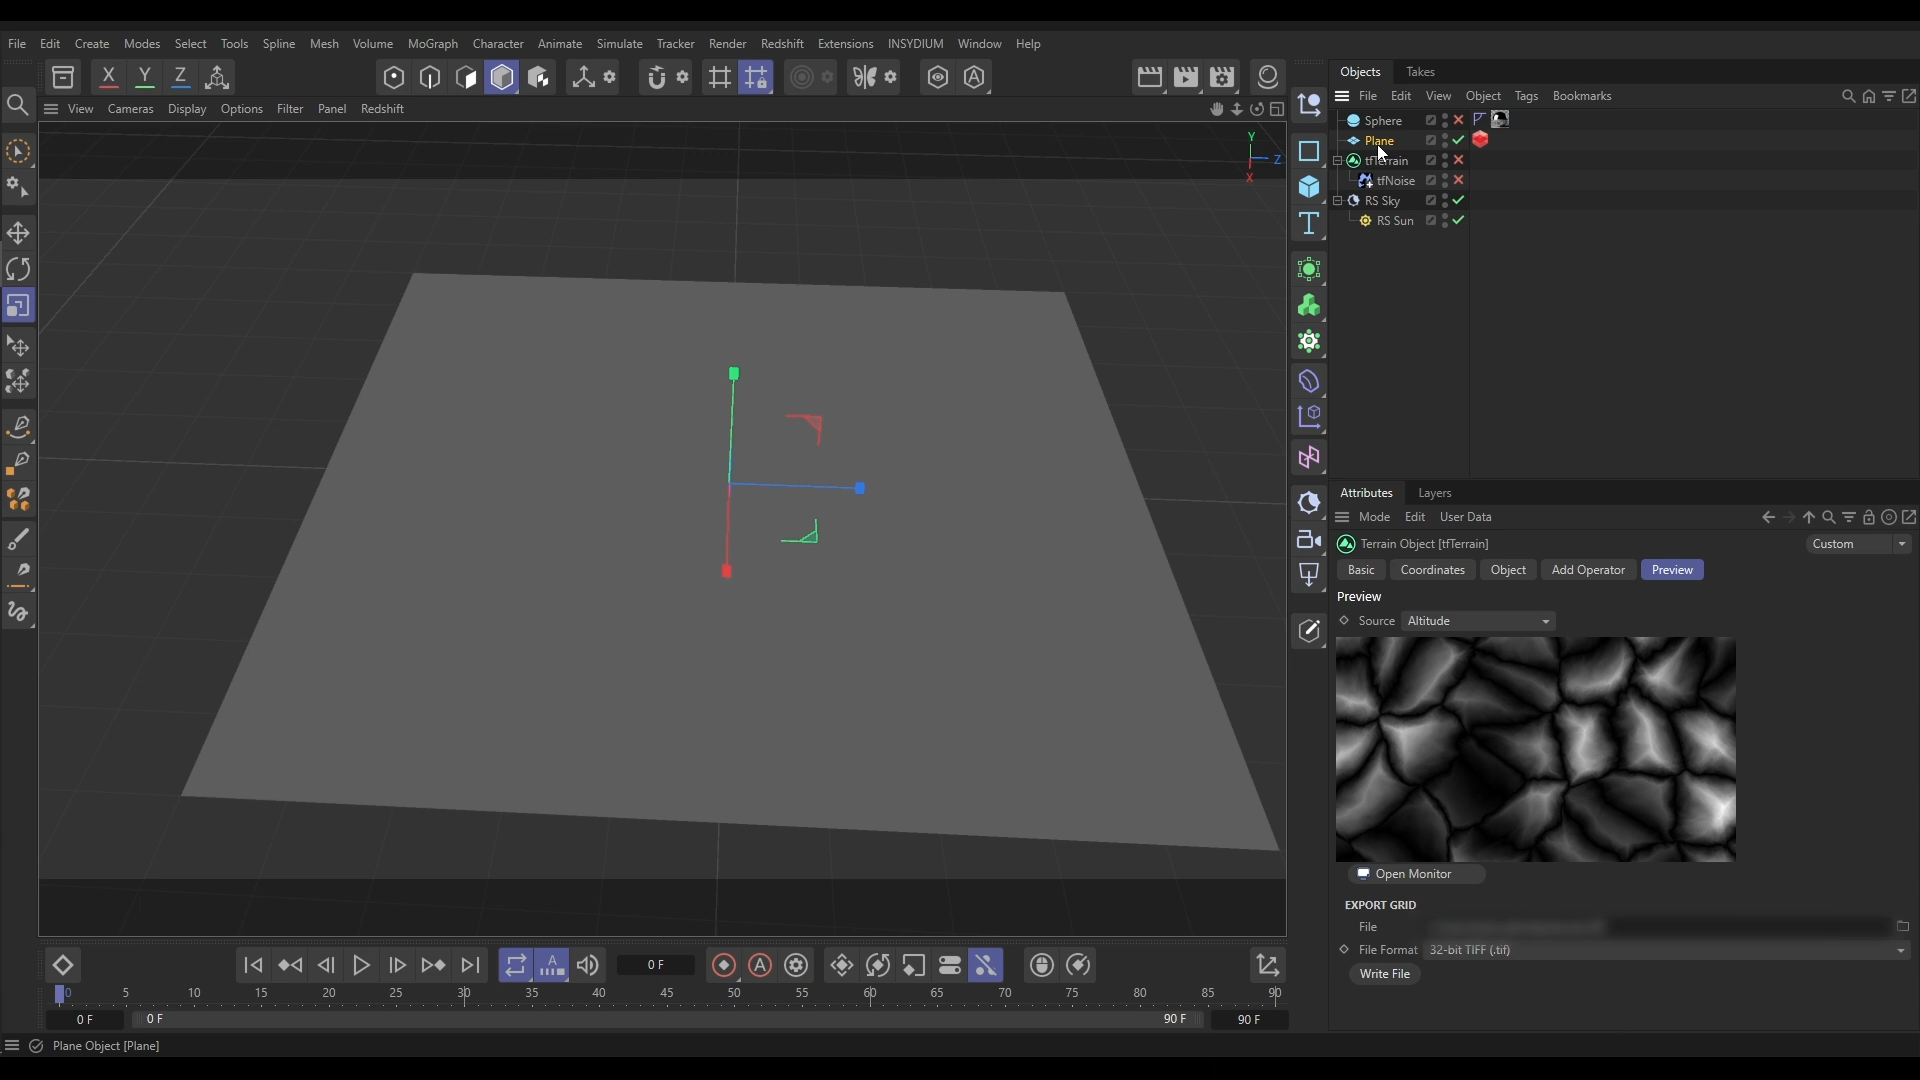 File Edit Create Modes Select Tools Spline Mesh Volume MoGraph Character Animate Simulate Tracker Render Redshift Extensions INSYDIUM Window Help
X Y Z
View Cameras Display Options Filter Panel Redshift
Y
Z
X
Objects Takes
File Edit View Object Tags Bookmarks
Sphere
Plane
tfTerrain
tfNoise
RS Sky
RS Sun
Attributes Layers
Mode Edit User Data
Terrain Object [tfTerrain] Custom
Basic Coordinates Object Add Operator Preview
Preview
Source Altitude
Open Monitor
EXPORT GRID
File
File Format 32-bit TIFF (.tif)
Write File
0 F
0 5 10 15 20 25 30 35 40 45 50 55 60 65 70 75 80 85 90
0 F 0 F 90 F 90 F
Plane Object [Plane]